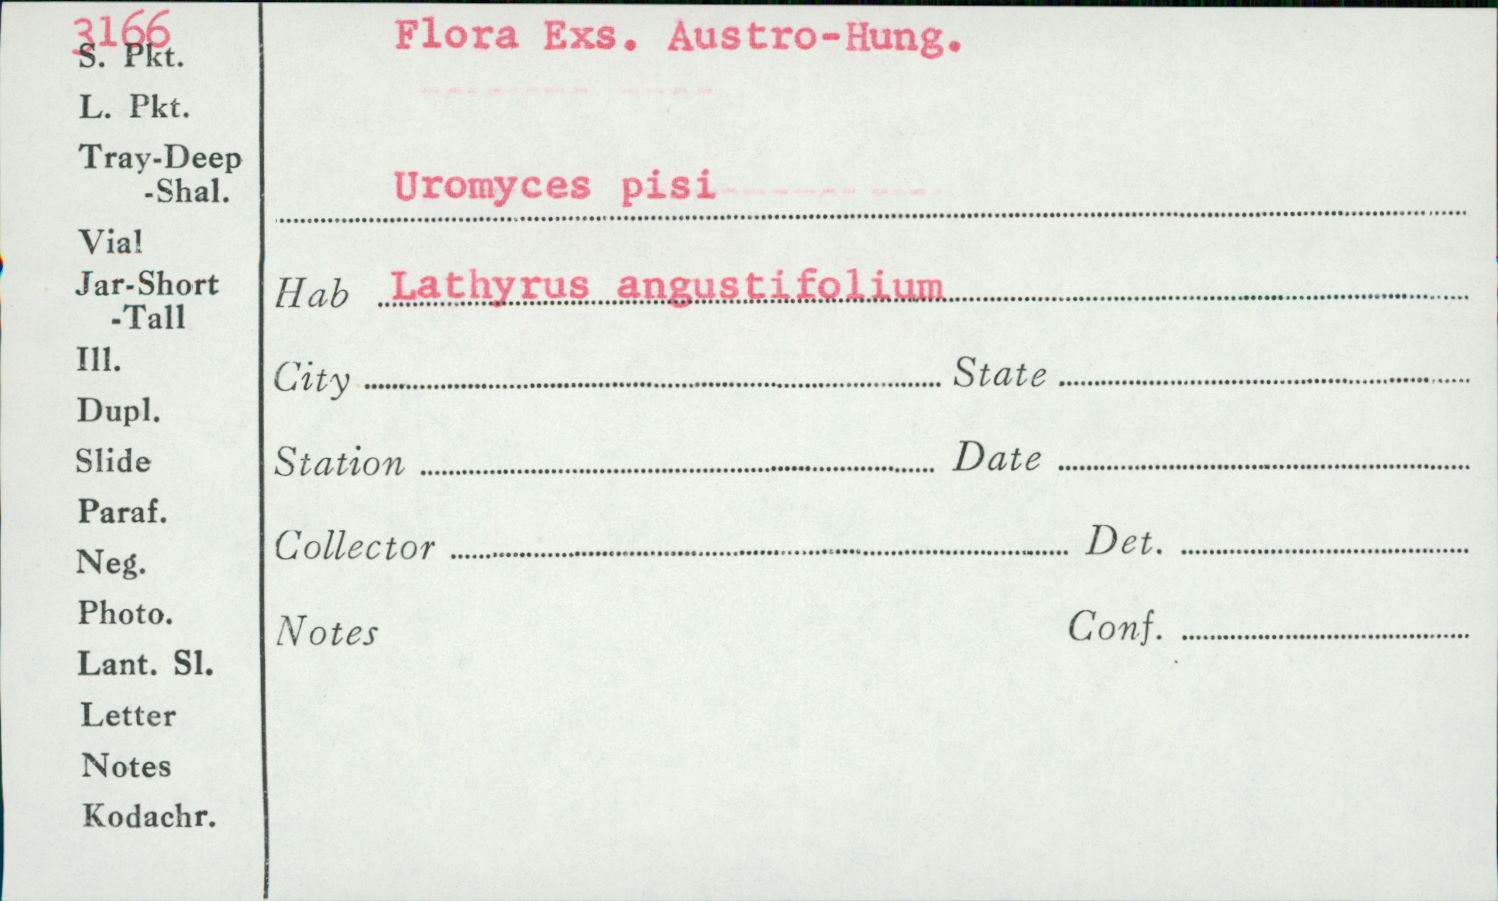 3166
S. Pkt.
L. Pkt.
Tray-Deep
-Shal.
Vial
Jar-Short
-Tall
Ill.
Dupl.
Slide
Paraf.
Neg.
Photo.
Lant. Sl.
Letter
Notes
Kodachr.
Flora Exs. Austro-Hung.
Uromyces pisi
Hab Lathyrus angustifolium
City State
Station Date
Collector Det.
Notes Conf.